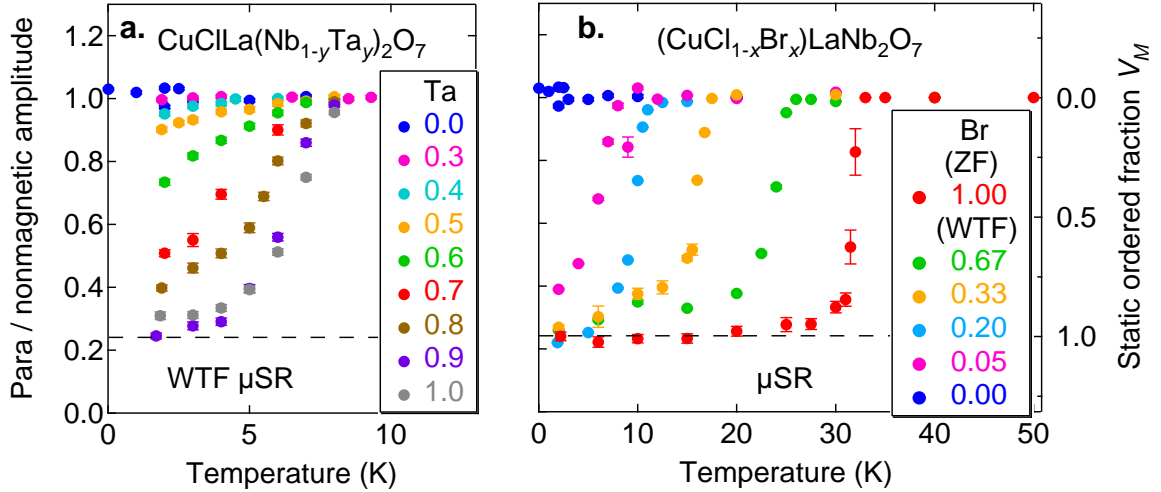 a.
CuClLa(Nb1-yTay)2O7
Para / nonmagnetic amplitude
1.2
1.0
0.8
0.6
0.4
0.2
0.0
Ta
0.0
0.3
0.4
0.5
0.6
0.7
0.8
0.9
1.0
WTF µSR
0
5
10
Temperature (K)
b.
(CuCl1-xBrx)LaNb2O7
Br
(ZF)
1.00
(WTF)
0.67
0.33
0.20
0.05
0.00
µSR
0
10
20
30
40
50
Temperature (K)
0.0
0.5
1.0
Static ordered fraction VM